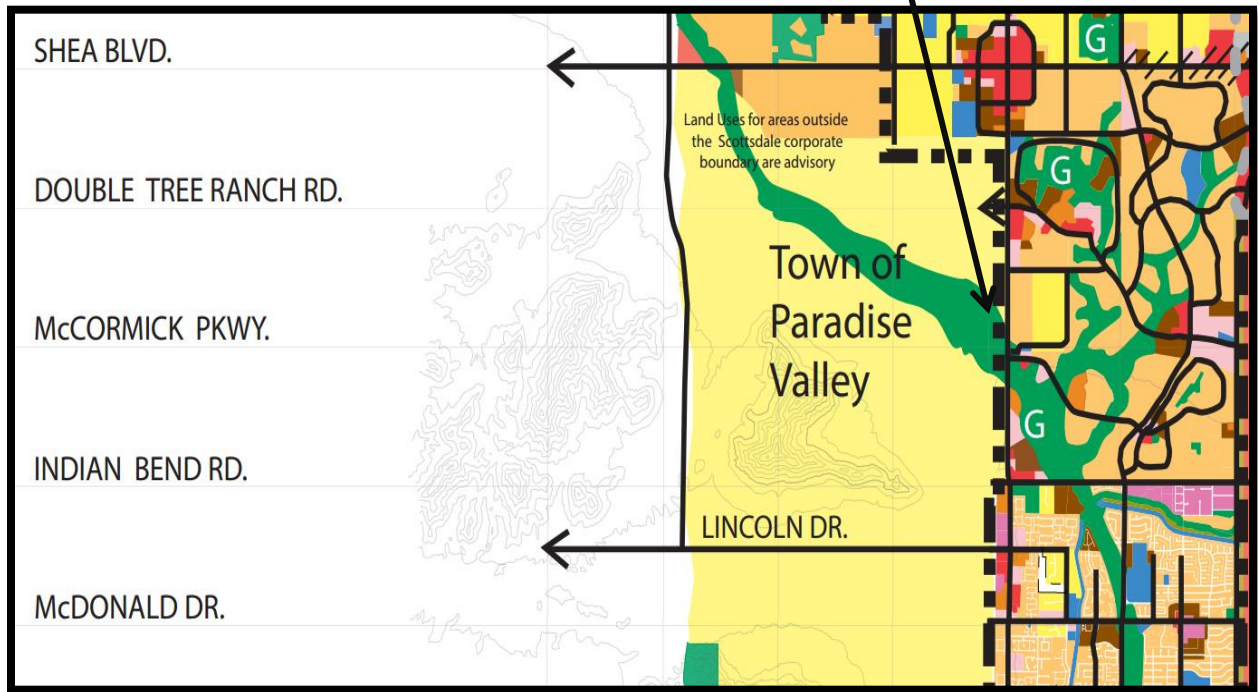 SHEA BLVD.
G
Land Uses for areas outside
the Scottsdale corporate
boundary are advisory
DOUBLE TREE RANCH RD.
G
Town of
Paradise
Valley
McCORMICK PKWY.
G
INDIAN BEND RD.
LINCOLN DR.
McDONALD DR.